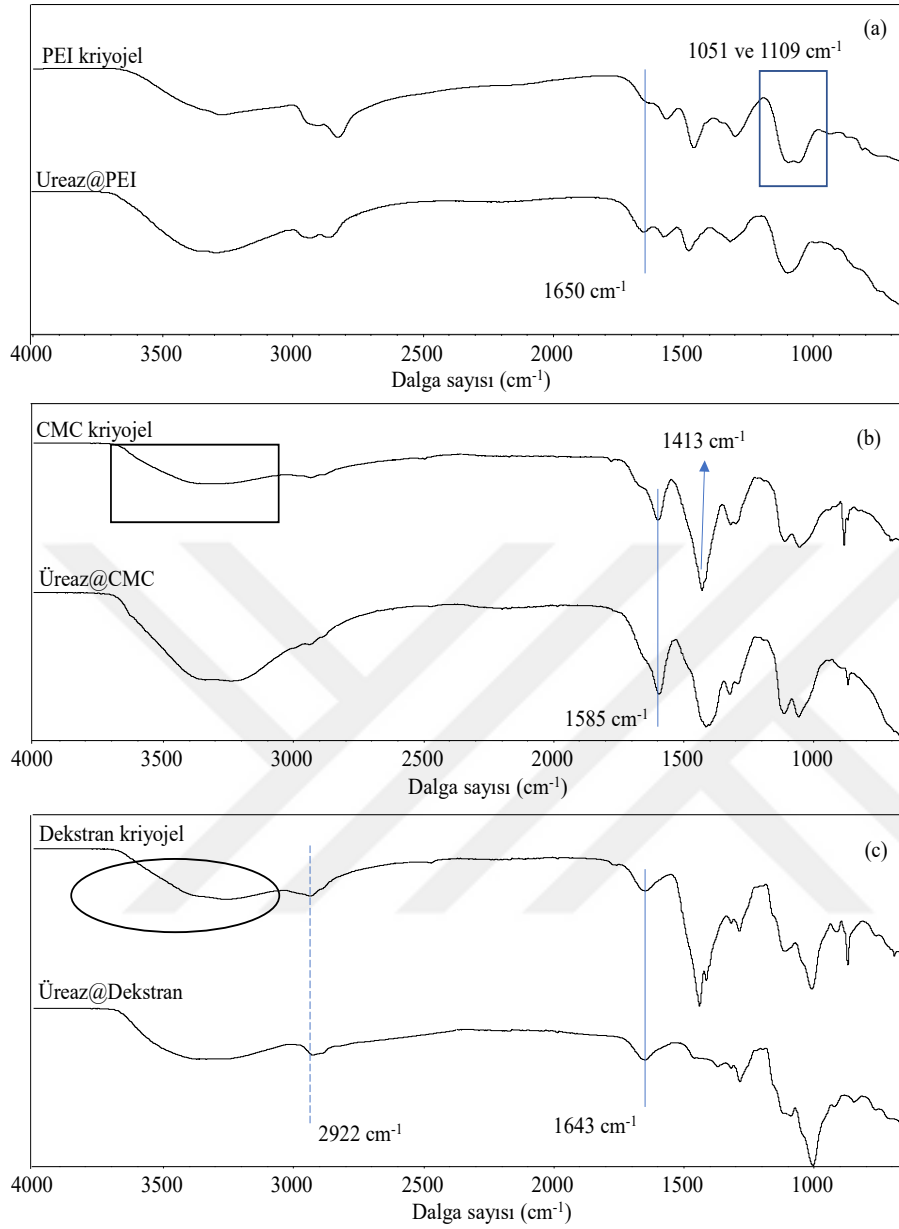 (a)
PEI kriyojel
1051 ve 1109 cm⁻¹
Ureaz@PEI
1650 cm⁻¹
4000 3500 3000 2500 2000 1500 1000
Dalga sayısı (cm⁻¹)
CMC kriyojel
1413 cm⁻¹
(b)
Üreaz@CMC
1585 cm⁻¹
4000 3500 3000 2500 2000 1500 1000
Dalga sayısı (cm⁻¹)
Dekstran kriyojel
(c)
Üreaz@Dekstran
2922 cm⁻¹
1643 cm⁻¹
4000 3500 3000 2500 2000 1500 1000
Dalga sayısı (cm⁻¹)